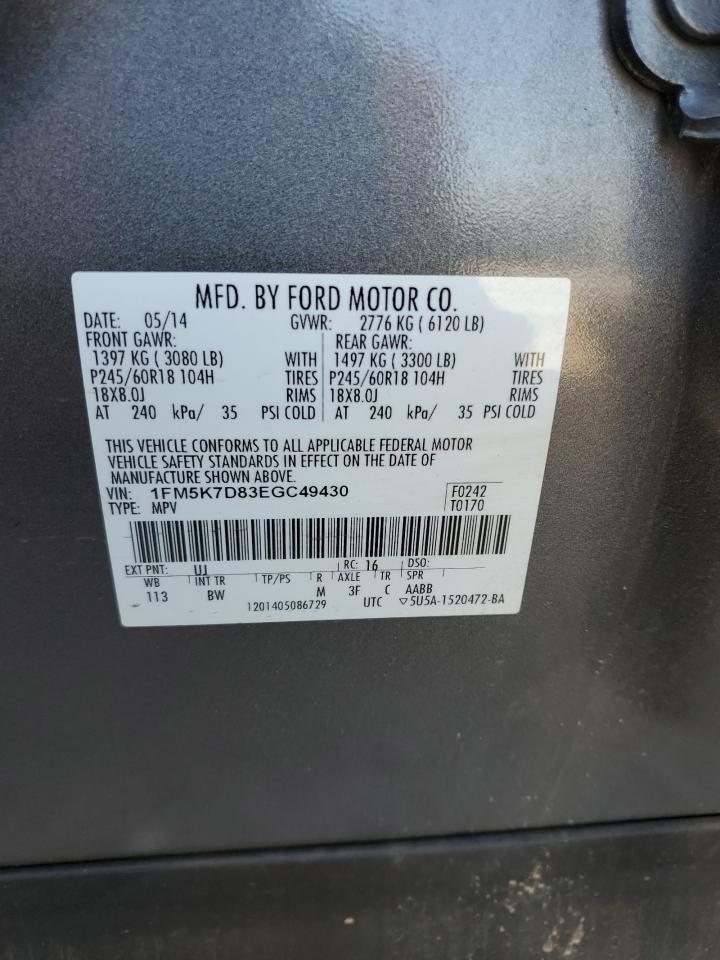 MFD. BY FORD MOTOR CO.
DATE: 05/14 GVWR: 2776 KG ( 6120 LB)
FRONT GAWR: REAR GAWR:
1397 KG ( 3080 LB) WITH 1497 KG ( 3300 LB) WITH
P245/60R18 104H TIRES P245/60R18 104H TIRES
18X8.0J RIMS 18X8.0J RIMS
AT 240 kPa/ 35 PSI COLD AT 240 kPa/ 35 PSI COLD
THIS VEHICLE CONFORMS TO ALL APPLICABLE FEDERAL MOTOR
VEHICLE SAFETY STANDARDS IN EFFECT ON THE DATE OF
MANUFACTURE SHOWN ABOVE.
VIN: 1FM5K7D83EGC49430 F0242
TYPE: MPV T0170
EXT PNT: UJ RC: 16 DSO:
WB INT TR TP/PS R AXLE TR SPR
113 BW M 3F C AABB
1201405086729 UTC ▽5U5A-1520472-BA